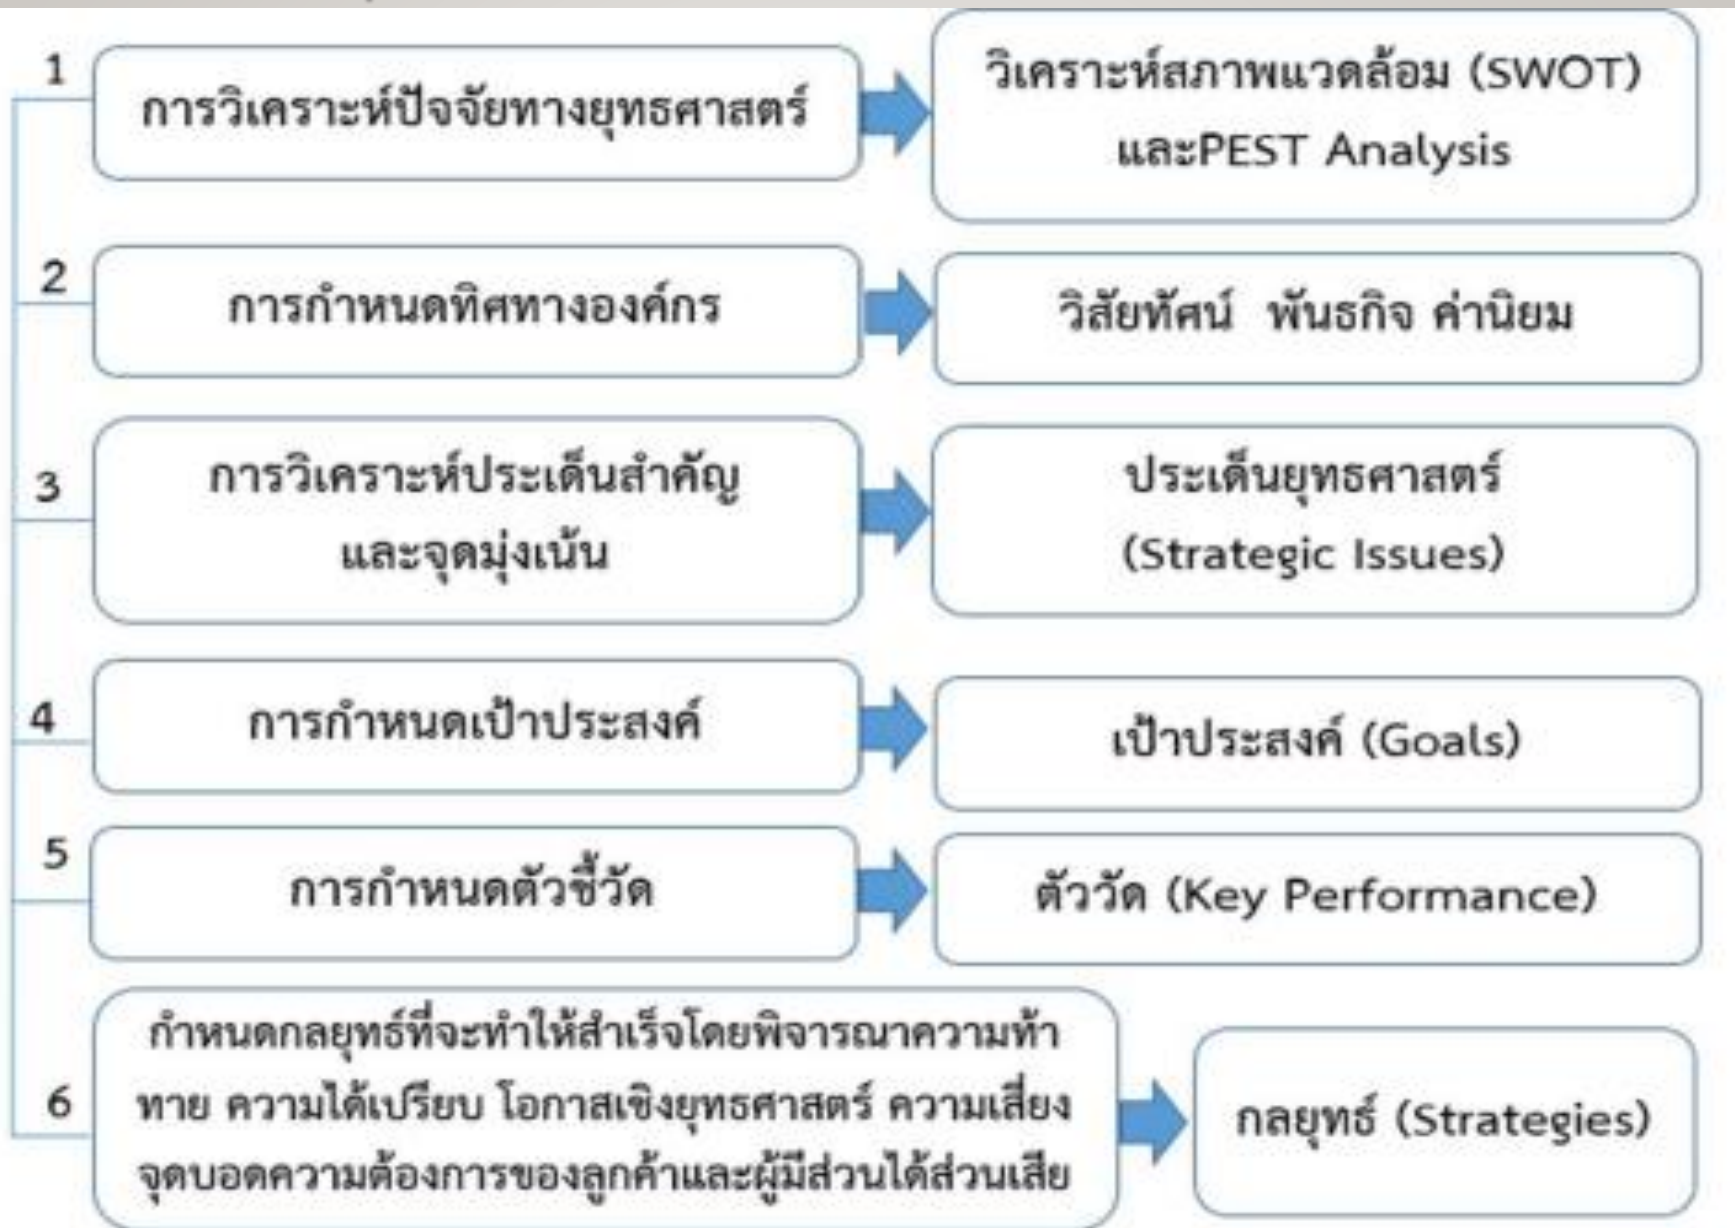 1
การวิเคราะห์ปัจจัยทางยุทธศาสตร์
วิเคราะห์สภาพแวดล้อม (SWOT)
และPEST Analysis
2
การกำหนดทิศทางองค์กร
วิสัยทัศน์ พันธกิจ ค่านิยม
3
การวิเคราะห์ประเด็นสำคัญ
และจุดมุ่งเน้น
ประเด็นยุทธศาสตร์
(Strategic Issues)
4
การกำหนดเป้าประสงค์
เป้าประสงค์ (Goals)
5
การกำหนดตัวชี้วัด
ตัววัด (Key Performance)
6
กำหนดกลยุทธ์ที่จะทำให้สำเร็จโดยพิจารณาความท้า
ทาย ความได้เปรียบ โอกาสเชิงยุทธศาสตร์ ความเสี่ยง
จุดบอดความต้องการของลูกค้าและผู้มีส่วนได้ส่วนเสีย
กลยุทธ์ (Strategies)